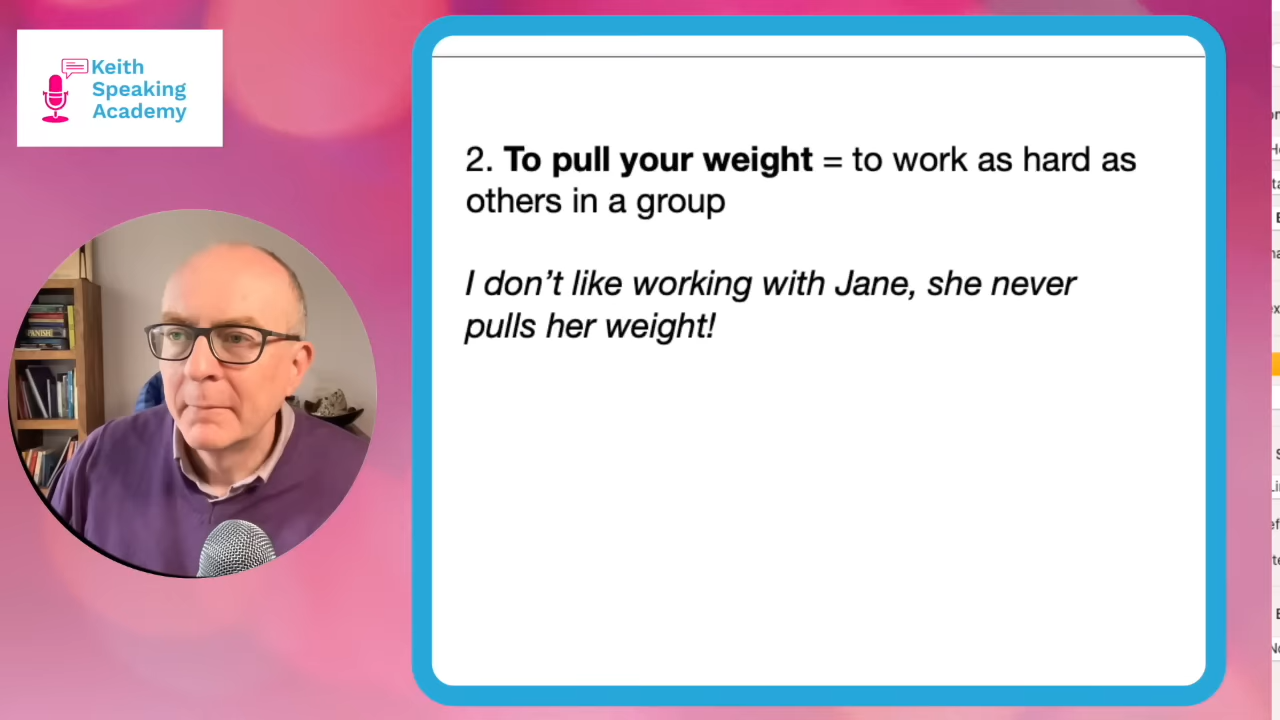 Keith
Speaking
Academy
2. To pull your weight = to work as hard as
others in a group
I don’t like working with Jane, she never
pulls her weight!
SPANISH